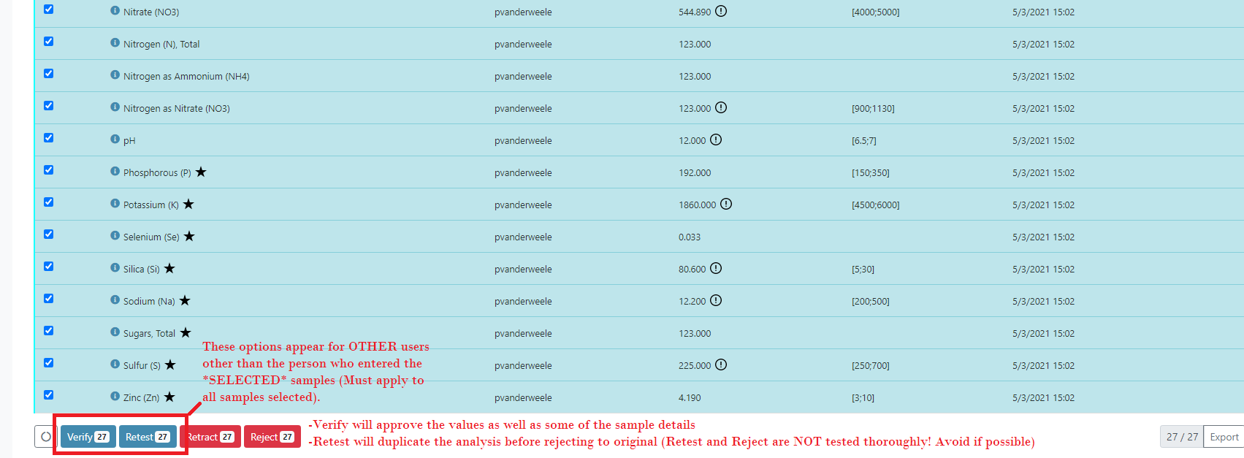 Nitrate (NO3) pvanderweele 544.890 [4000;5000] 5/3/2021 15:02
Nitrogen (N), Total pvanderweele 123.000 5/3/2021 15:02
Nitrogen as Ammonium (NH4) pvanderweele 123.000 5/3/2021 15:02
Nitrogen as Nitrate (NO3) pvanderweele 123.000 [900;1130] 5/3/2021 15:02
pH pvanderweele 12.000 [6.5;7] 5/3/2021 15:02
Phosphorous (P) ★ pvanderweele 192.000 [150;350] 5/3/2021 15:02
Potassium (K) ★ pvanderweele 1860.000 [4500;6000] 5/3/2021 15:02
Selenium (Se) ★ pvanderweele 0.033 5/3/2021 15:02
Silica (Si) ★ pvanderweele 80.600 [5;30] 5/3/2021 15:02
Sodium (Na) ★ pvanderweele 12.200 [200;500] 5/3/2021 15:02
Sugars, Total ★ pvanderweele 123.000 5/3/2021 15:02
Sulfur (S) ★ pvanderweele 225.000 [250;700] 5/3/2021 15:02
Zinc (Zn) ★ pvanderweele 4.190 [3;10] 5/3/2021 15:02
These options appear for OTHER users
other than the person who entered the
*SELECTED* samples (Must apply to
all samples selected).
Verify 27 Retest 27 Retract 27 Reject 27
-Verify will approve the values as well as some of the sample details
-Retest will duplicate the analysis before rejecting to original (Retest and Reject are NOT tested thoroughly! Avoid if possible)
27 / 27 Export